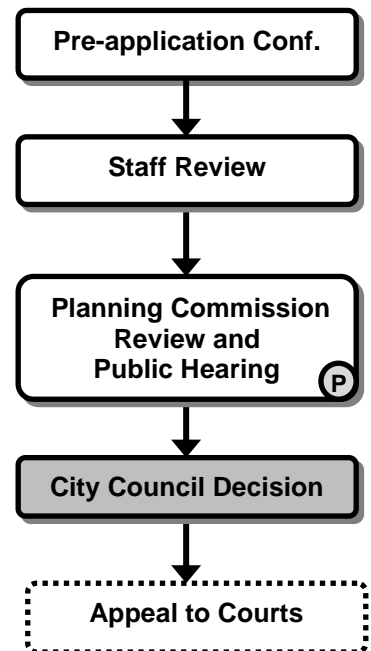 Pre-application Conf.
Staff Review
Planning Commission
Review and
Public Hearing
P
City Council Decision
Appeal to Courts